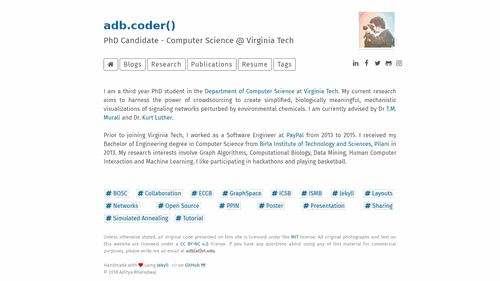 adb.coder()
PhD Candidate - Computer Science @ Virginia Tech
Blogs Research Publications Resume Tags
I am a third year PhD student in the Department of Computer Science at Virginia Tech. My current research
aims to harness the power of crowdsourcing to create simplified, biologically meaningful, mechanistic
visualizations of signaling networks perturbed by environmental chemicals. I am currently advised by Dr T.M.
Murali and Dr. Kurt Luther.
Prior to joining Virginia Tech, I worked as a Software Engineer at PayPal from 2013 to 2015. I received my
Bachelor of Engineering degree in Computer Science from Birla Institute of Technology and Sciences, Pilani in
2013. My research interests involve Graph Algorithms, Computational Biology, Data Mining, Human Computer
Interaction and Machine Learning. I like participating in hackathons and playing basketball.
# BOSC # Collaboration # ECCB # GraphSpace # ICSB # ISMB # Jekyll # Layouts
# Networks # Open Source # PPIN # Poster # Presentation # Sharing
# Simulated Annealing # Tutorial
Unless otherwise stated, all original code presented on this site is licensed under the MIT license. All original photographs and text on
this website are licensed under a CC BY-NC 4.0 license. If you have any questions about using any of this material for commercial
purposes, please write me an email at
Handmade with using Jekyll. </> on GitHub
© 2018 Aditya Bharadwaj